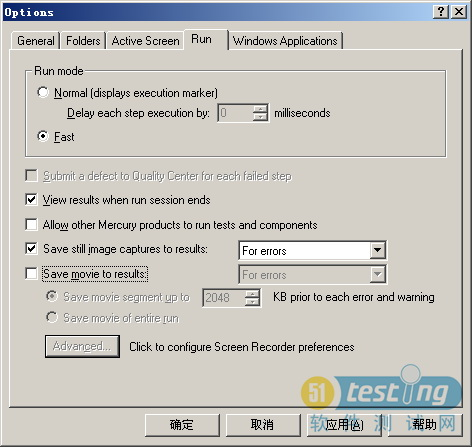 Options
General Folders Active Screen Run Windows Applications
Run mode
Normal (displays execution marker)
Delay each step execution by: 0 milliseconds
Fast
Submit a defect to Quality Center for each failed step
View results when run session ends
Allow other Mercury products to run tests and components
Save still image captures to results: For errors
Save movie to results: For errors
Save movie segment up to 2048 KB prior to each error and warning
Save movie of entire run
Advanced... Click to configure Screen Recorder preferences
51 testing
软件测试网
确定 取消 应用(A) 帮助